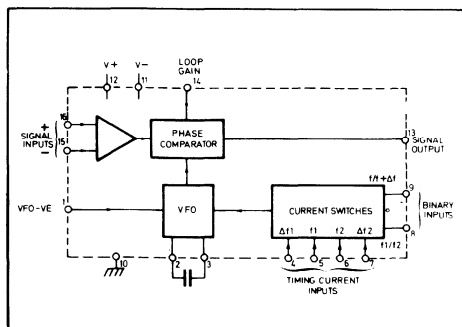 V+ V- LOOP GAIN
12 11 14
16 + SIGNAL INPUTS
15 -
PHASE COMPARATOR
13 SIGNAL OUTPUT
f/f+Δf 9
BINARY INPUTS
VFO-VE 1
VFO
CURRENT SWITCHES
8
f1/f2
Δf1 f1 f2 Δf2
10 2 3 4 5 6 7
TIMING CURRENT INPUTS